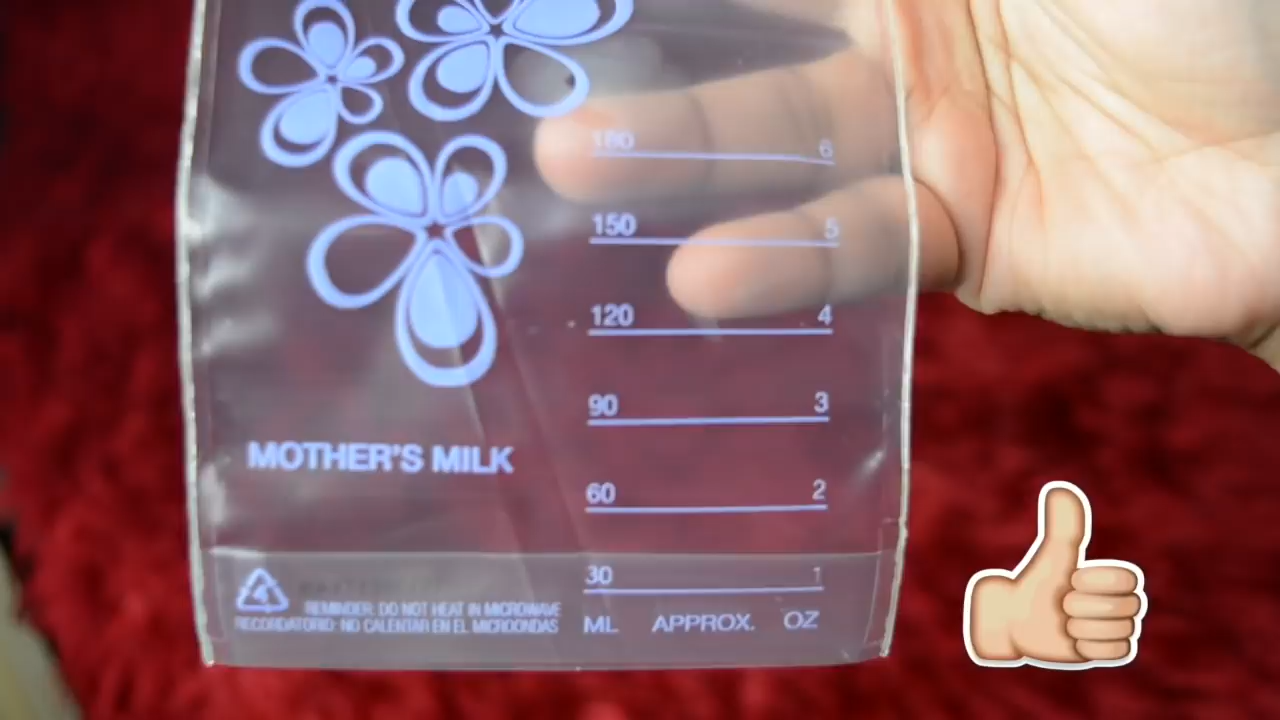 180 6
150 5
120 4
90 3
MOTHER'S MILK
60 2
30 1
4
REMINDER: DO NOT HEAT IN MICROWAVE
RECORDATORIO: NO CALENTAR EN EL MICROONDAS
ML APPROX. OZ